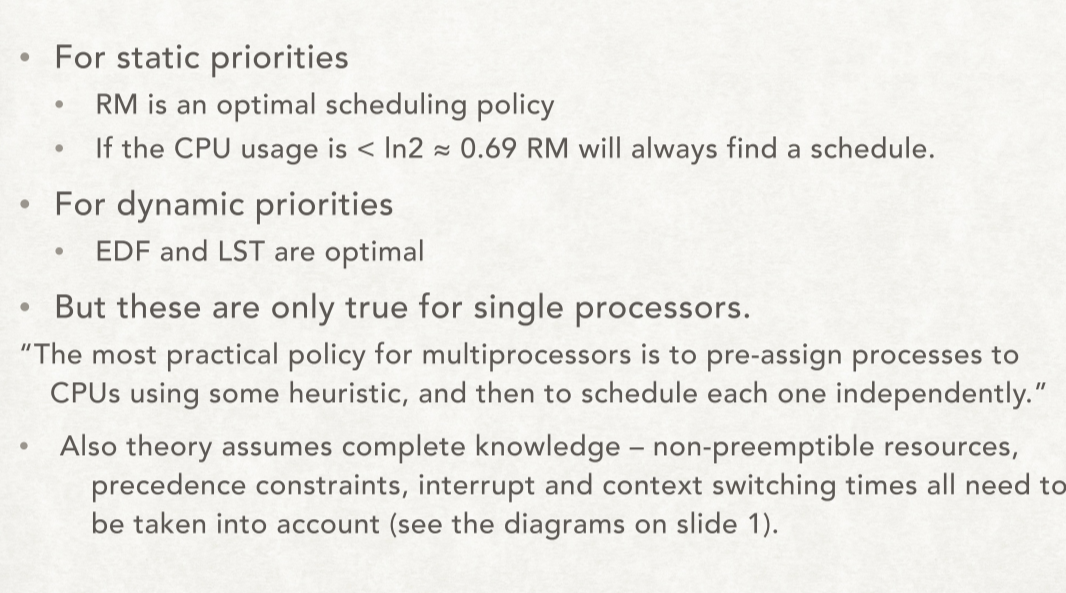 • For static priorities
• RM is an optimal scheduling policy
• If the CPU usage is < ln2 ≈ 0.69 RM will always find a schedule.
• For dynamic priorities
• EDF and LST are optimal
• But these are only true for single processors.
“The most practical policy for multiprocessors is to pre-assign processes to
CPUs using some heuristic, and then to schedule each one independently.”
• Also theory assumes complete knowledge – non-preemptible resources,
precedence constraints, interrupt and context switching times all need to
be taken into account (see the diagrams on slide 1).